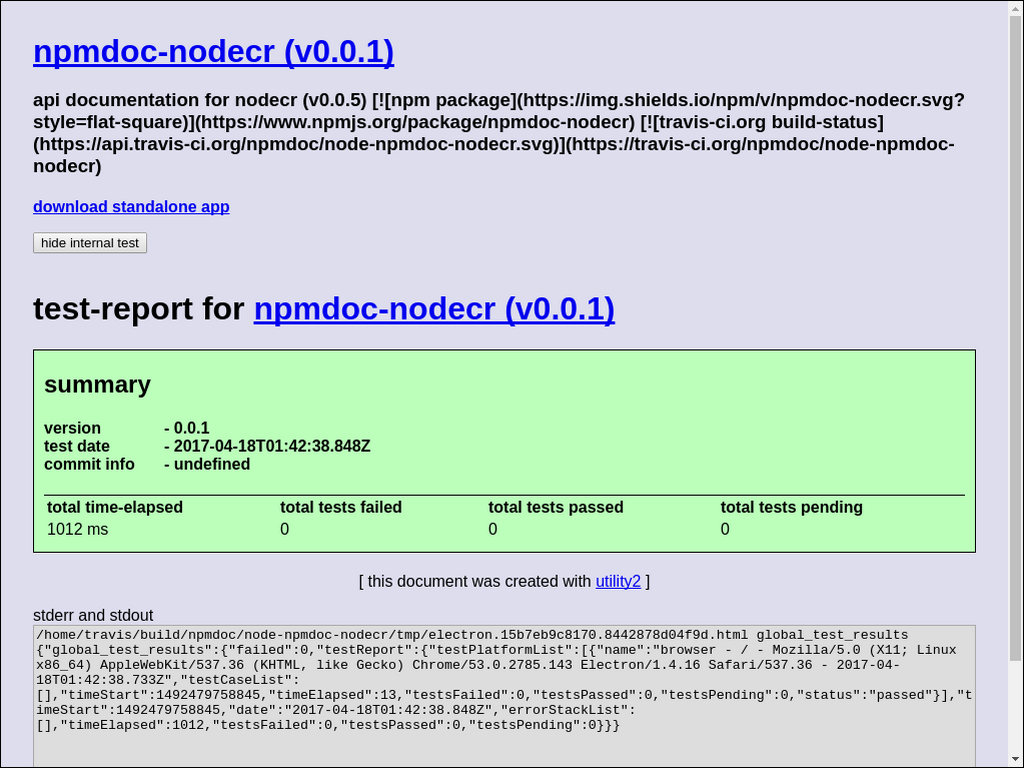 npmdoc-nodecr (v0.0.1)
api documentation for nodecr (v0.0.5) [![npm package](https://img.shields.io/npm/v/npmdoc-nodecr.svg?
style=flat-square)](https://www.npmjs.org/package/npmdoc-nodecr) [![travis-ci.org build-status]
(https://api.travis-ci.org/npmdoc/node-npmdoc-nodecr.svg)](https://travis-ci.org/npmdoc/node-npmdoc-
nodecr)
download standalone app
hide internal test
test-report for npmdoc-nodecr (v0.0.1)
summary
version - 0.0.1
test date - 2017-04-18T01:42:38.848Z
commit info - undefined
total time-elapsed total tests failed total tests passed total tests pending
1012 ms 0 0 0
[ this document was created with utility2 ]
stderr and stdout
/home/travis/build/npmdoc/node-npmdoc-nodecr/tmp/electron.15b7eb9c8170.8442878d04f9d.html global_test_results
{"global_test_results":{"failed":0,"testReport":{"testPlatformList":[{"name":"browser - / - Mozilla/5.0 (X11; Linux
x86_64) AppleWebKit/537.36 (KHTML, like Gecko) Chrome/53.0.2785.143 Electron/1.4.16 Safari/537.36 - 2017-04-
18T01:42:38.733Z","testCaseList":
[],"timeStart":1492479758845,"timeElapsed":13,"testsFailed":0,"testsPassed":0,"testsPending":0,"status":"passed"}],"t
imeStart":1492479758845,"date":"2017-04-18T01:42:38.848Z","errorStackList":
[],"timeElapsed":1012,"testsFailed":0,"testsPassed":0,"testsPending":0}}}